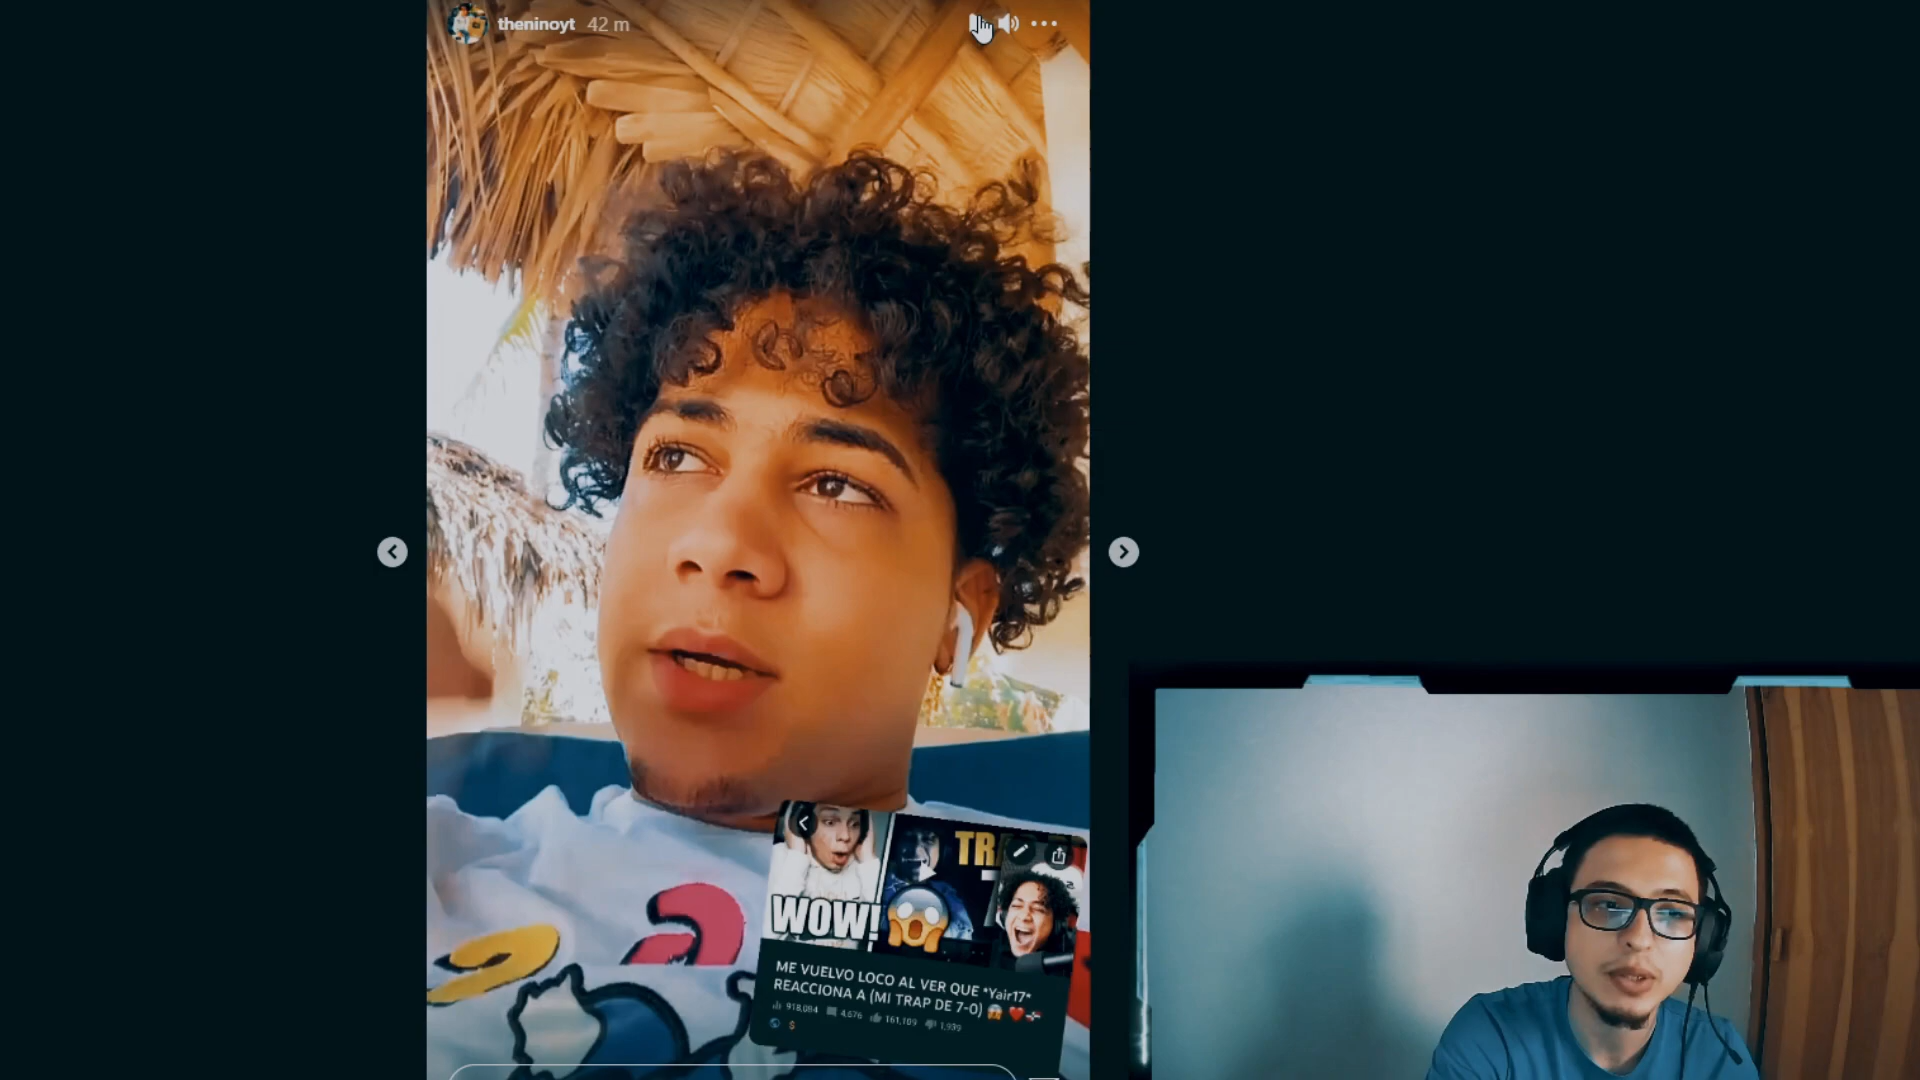 theninoyt 42 m
TRA
WOW!
ME VUELVO LOCO AL VER QUE *Yair17*
REACCIONA A (MI TRAP DE 7-0) 😱 ❤️ 🇩🇴
918,084 4,676 161,109 1,939
$